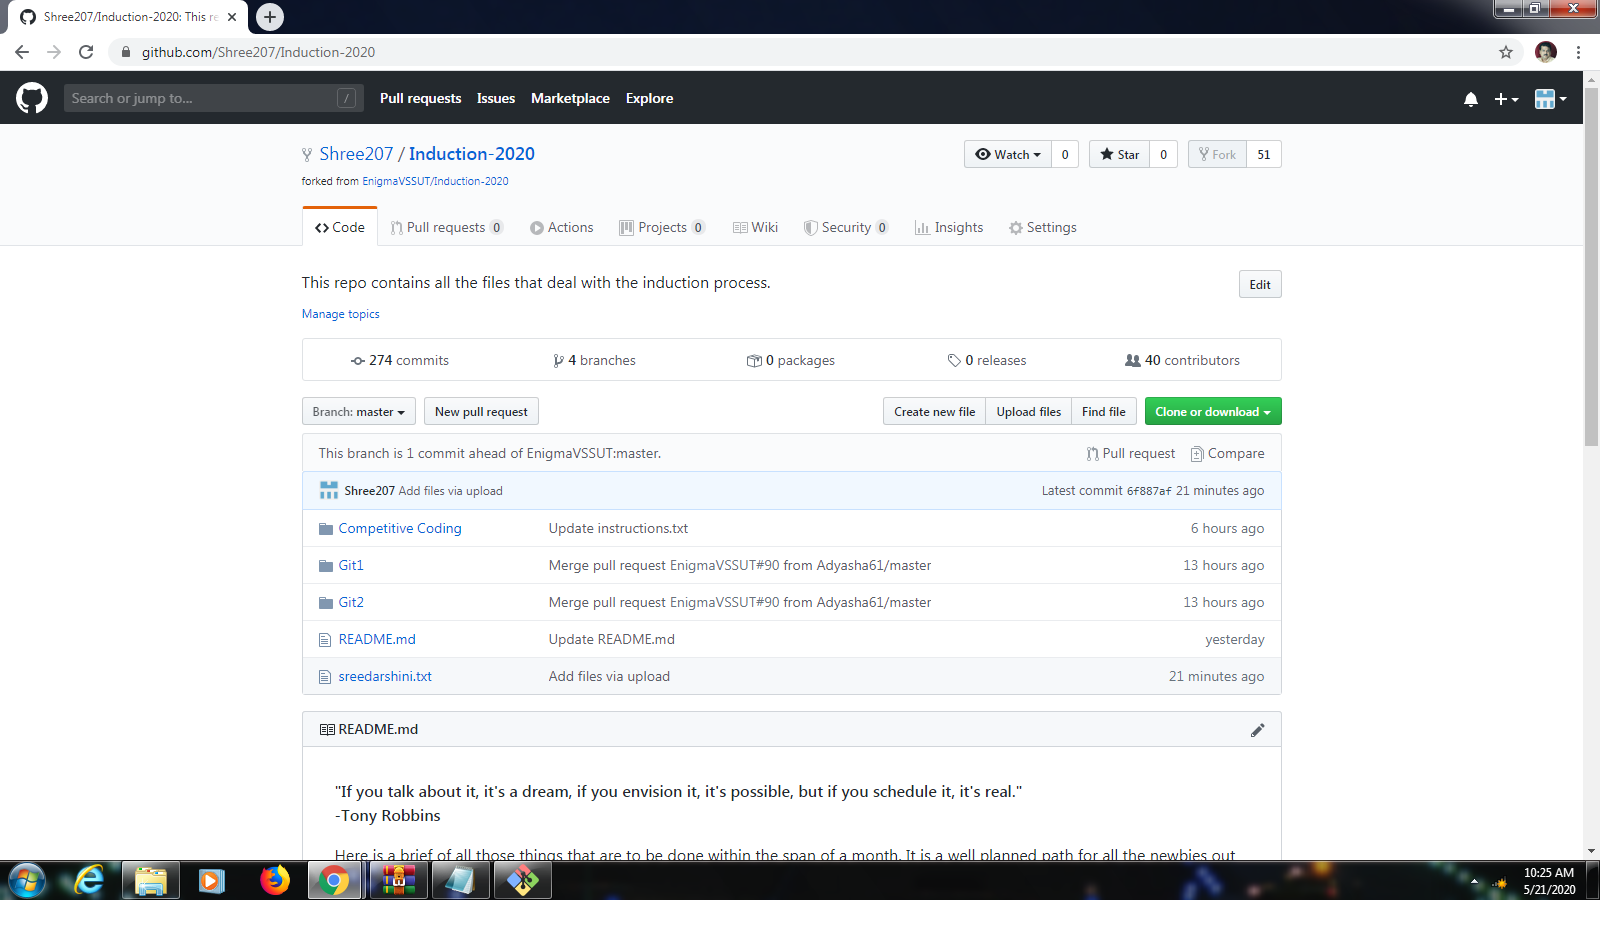 Shree207/Induction-2020: This re
github.com/Shree207/Induction-2020
Search or jump to... / Pull requests Issues Marketplace Explore
Shree207 / Induction-2020 Watch 0 Star 0 Fork 51
forked from EnigmaVSSUT/Induction-2020
Code Pull requests 0 Actions Projects 0 Wiki Security 0 Insights Settings
This repo contains all the files that deal with the induction process. Edit
Manage topics
274 commits 4 branches 0 packages 0 releases 40 contributors
Branch: master New pull request Create new file Upload files Find file Clone or download
This branch is 1 commit ahead of EnigmaVSSUT:master. Pull request Compare
Shree207 Add files via upload Latest commit 6f887af 21 minutes ago
Competitive Coding Update instructions.txt 6 hours ago
Git1 Merge pull request EnigmaVSSUT#90 from Adyasha61/master 13 hours ago
Git2 Merge pull request EnigmaVSSUT#90 from Adyasha61/master 13 hours ago
README.md Update README.md yesterday
sreedarshini.txt Add files via upload 21 minutes ago
README.md
"If you talk about it, it's a dream, if you envision it, it's possible, but if you schedule it, it's real."
-Tony Robbins
Here is a brief of all those things that are to be done within the span of a month. It is a well planned path for all the newbies out
10:25 AM
5/21/2020